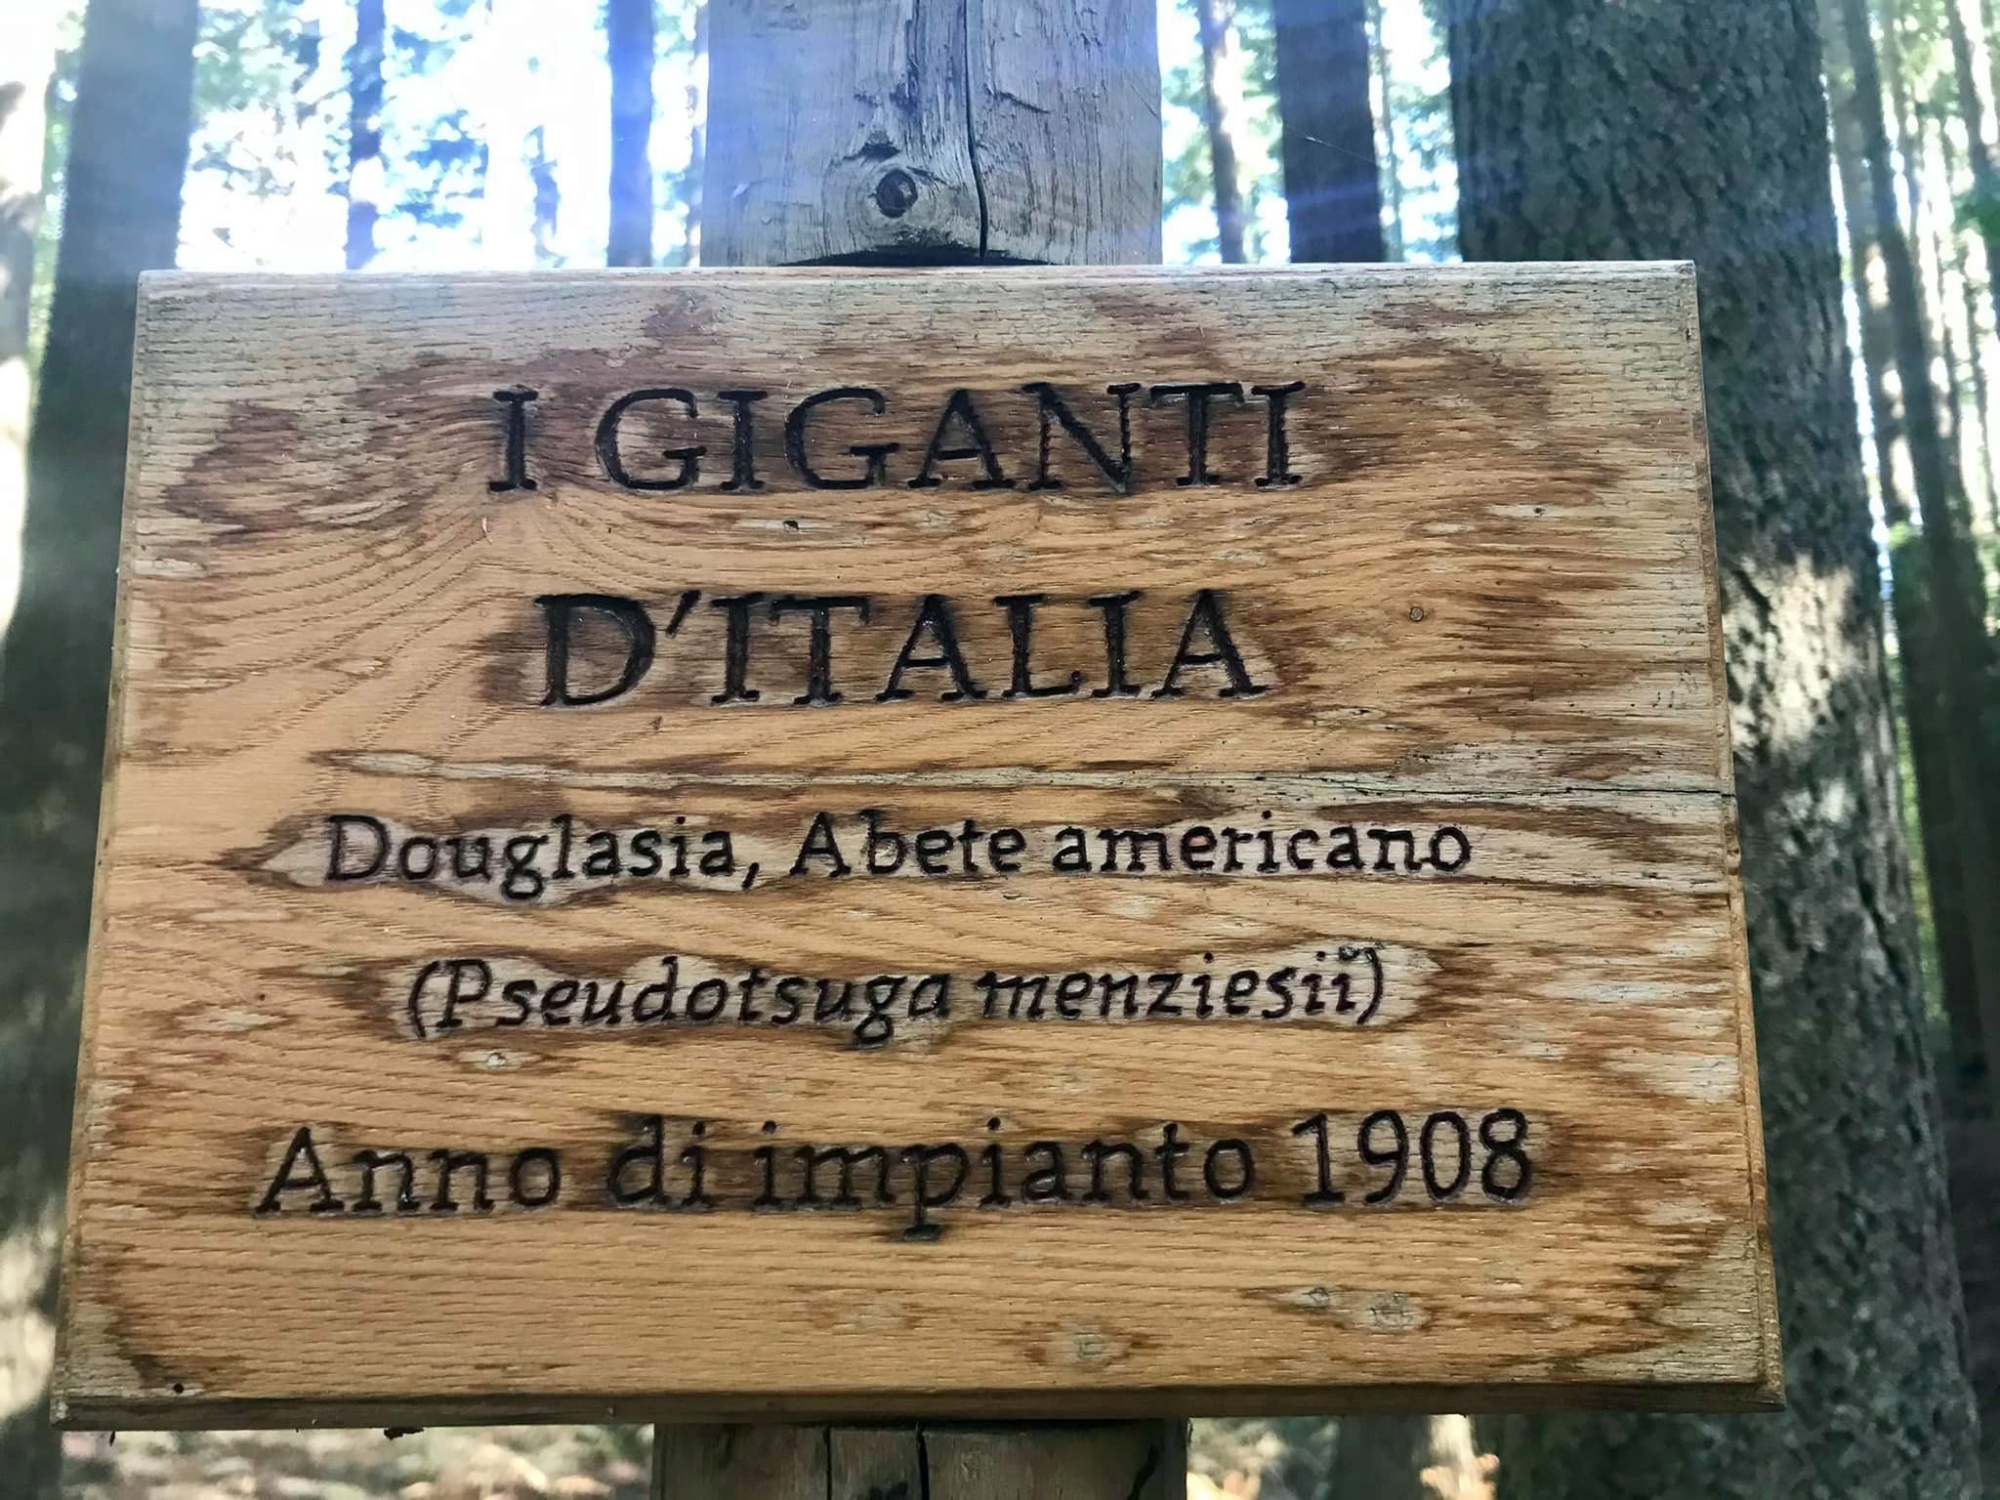 I GIGANTI
D'ITALIA
Douglasia, Abete americano
(Pseudotsuga menziesii)
Anno di impianto 1908